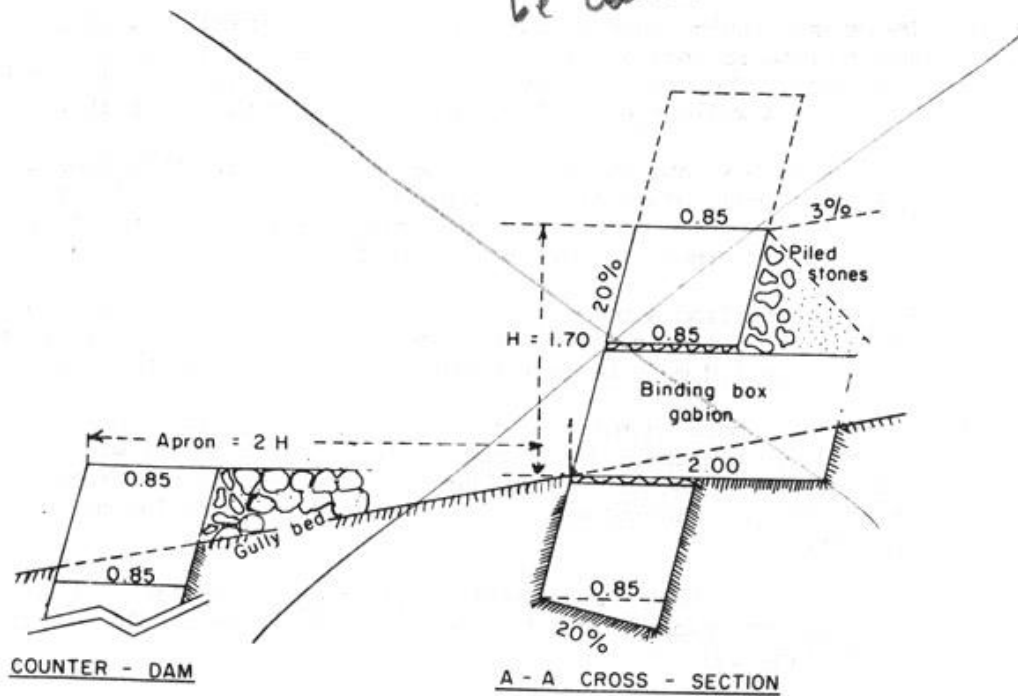 be
0.85
3%
20%
Piled
stones
H = 1.70
0.85
Binding box
gabion
Apron = 2 H
2.00
0.85
Gully bed
0.85
0.85
20%
COUNTER - DAM
A - A CROSS - SECTION